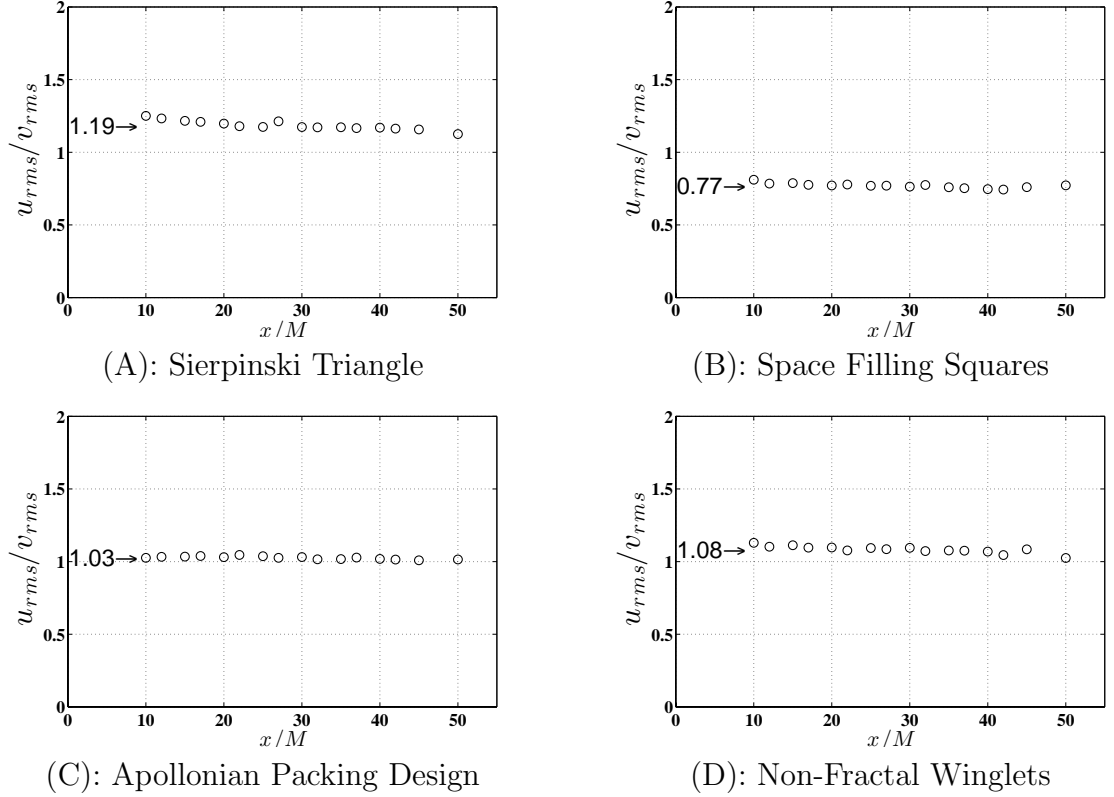 2
1.5
1
0.5
0
u_rms/v_rms
1.19→
0 10 20 30 40 50
x/M
(A): Sierpinski Triangle
2
1.5
1
0.5
0
u_rms/v_rms
0.77→
0 10 20 30 40 50
x/M
(B): Space Filling Squares
2
1.5
1
0.5
0
u_rms/v_rms
1.03→
0 10 20 30 40 50
x/M
(C): Apollonian Packing Design
2
1.5
1
0.5
0
u_rms/v_rms
1.08→
0 10 20 30 40 50
x/M
(D): Non-Fractal Winglets